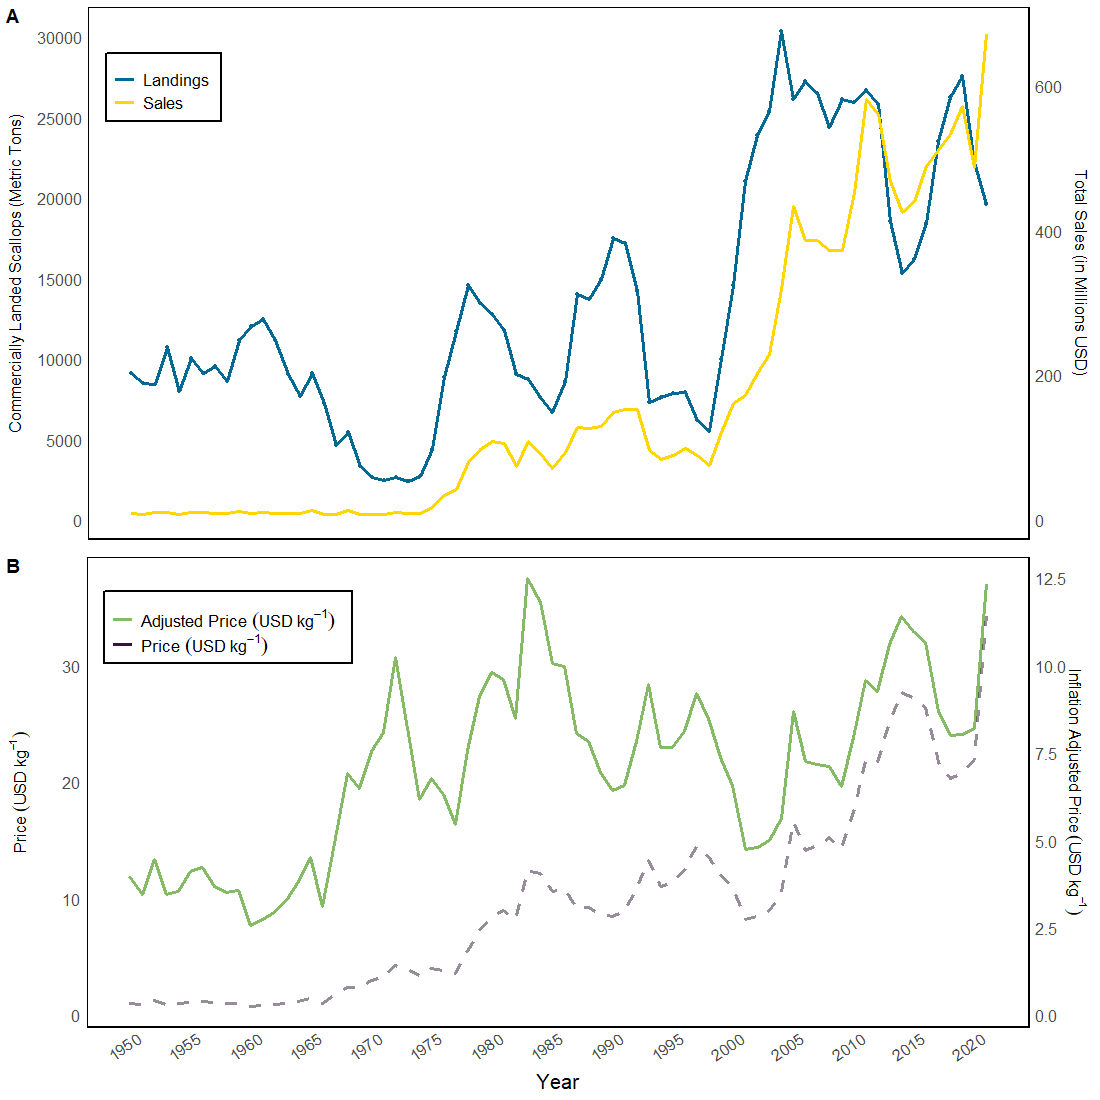 A
Commercially Landed Scallops (Metric Tons)
30000
25000
20000
15000
10000
5000
0
Landings
Sales
600
400
200
0
Total Sales (in Millions USD)
B
Price (USD kg⁻¹)
30
20
10
0
Adjusted Price (USD kg⁻¹)
Price (USD kg⁻¹)
12.5
10.0
7.5
5.0
2.5
0.0
Inflation Adjusted Price (USD kg⁻¹)
1950 1955 1960 1965 1970 1975 1980 1985 1990 1995 2000 2005 2010 2015 2020
Year